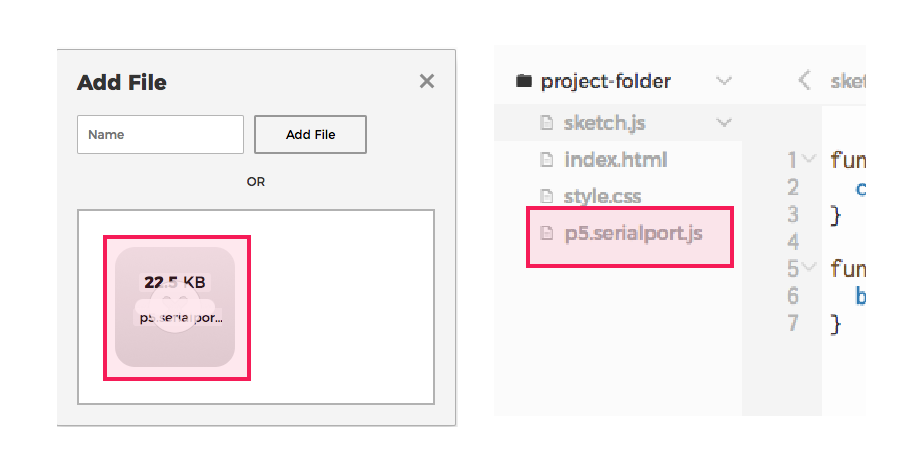 Add File
Name
Add File
OR
22.5 KB
p5.serialpor...
project-folder
sketch.js
index.html
style.css
p5.serialport.js
sket
1 fun
2 c
3 }
4
5 fun
6 b
7 }